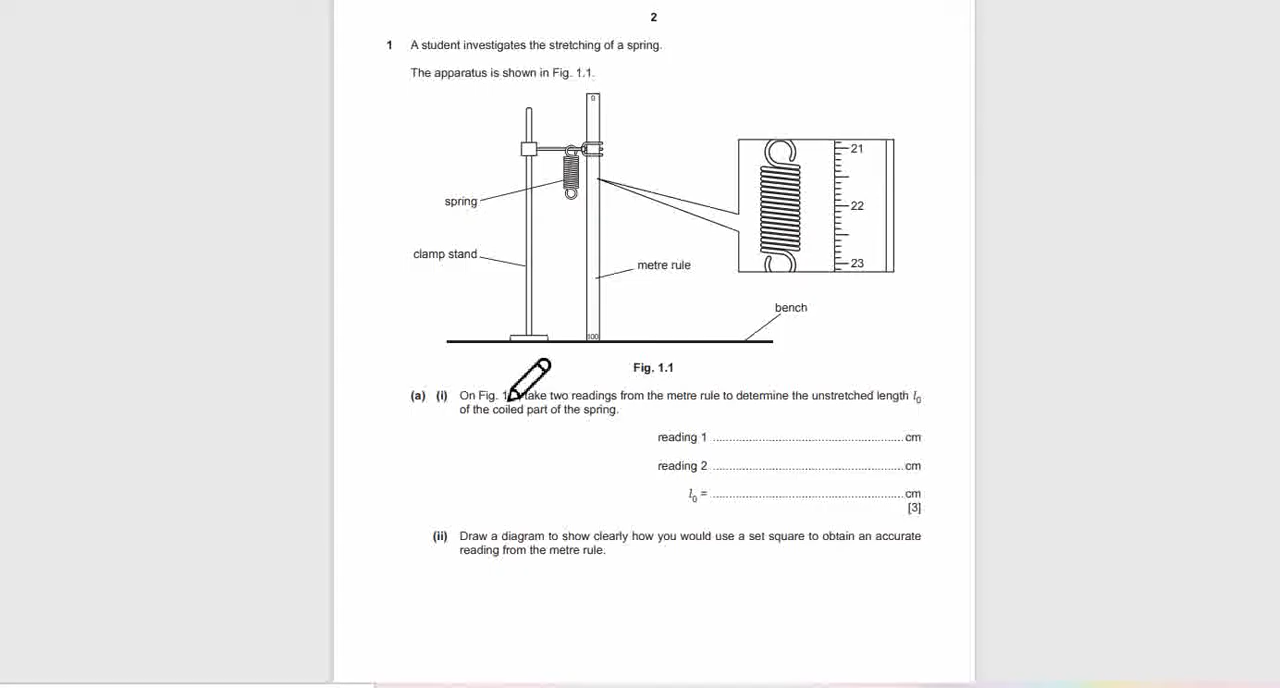 2
1 A student investigates the stretching of a spring.
The apparatus is shown in Fig. 1.1.
0
21
spring
22
clamp stand
metre rule
23
bench
100
Fig. 1.1
(a) (i) On Fig. take two readings from the metre rule to determine the unstretched length l0
of the coiled part of the spring.
reading 1 ........................................................ cm
reading 2 ........................................................ cm
l0 = ........................................................ cm
[3]
(ii) Draw a diagram to show clearly how you would use a set square to obtain an accurate
reading from the metre rule.